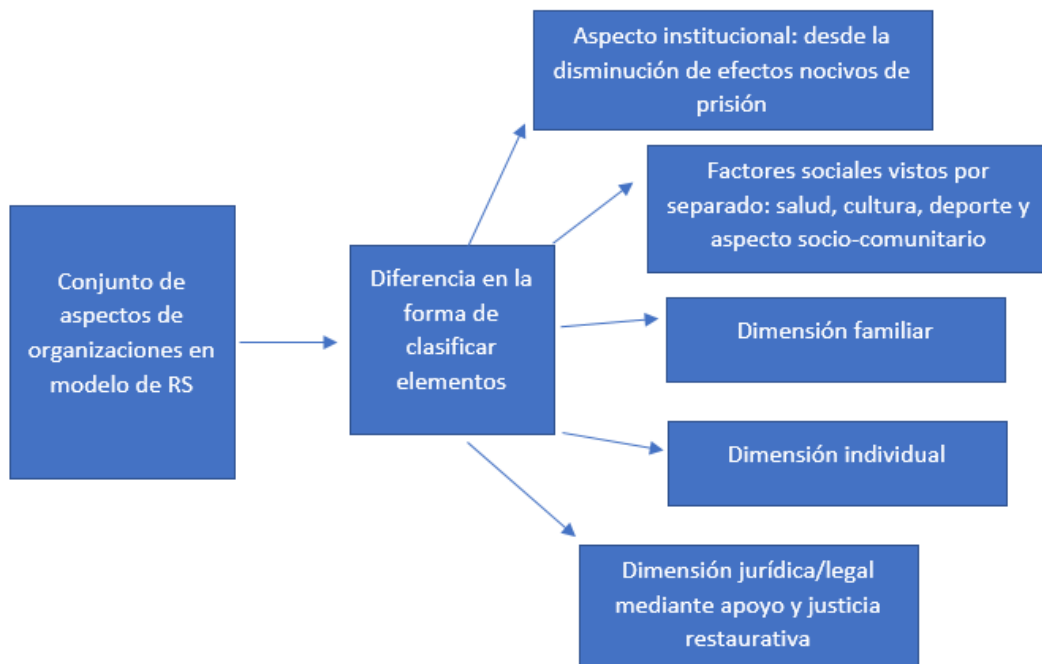 Conjunto de
aspectos de
organizaciones en
modelo de RS
Diferencia en la
forma de
clasificar
elementos
Aspecto institucional: desde la
disminución de efectos nocivos de
prisión
Factores sociales vistos por
separado: salud, cultura, deporte y
aspecto socio-comunitario
Dimensión familiar
Dimensión individual
Dimensión jurídica/legal
mediante apoyo y justicia
restaurativa